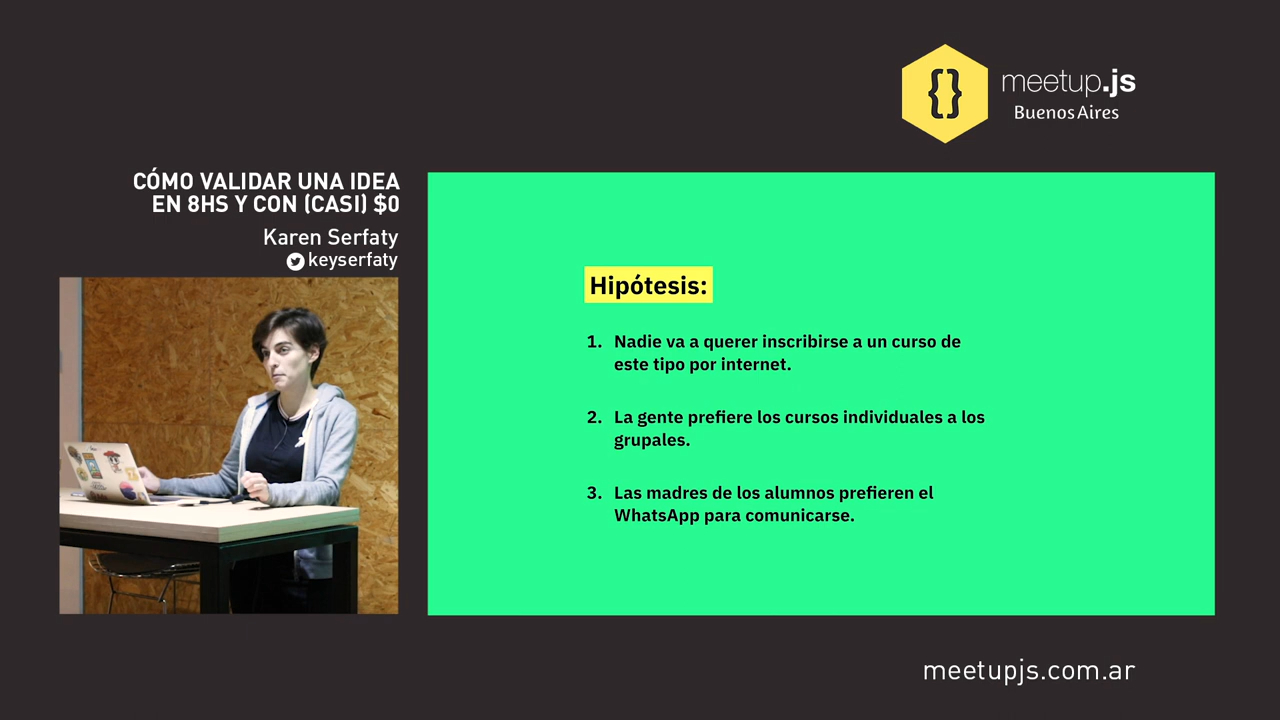 {}
meetup.js
Buenos Aires
CÓMO VALIDAR UNA IDEA
EN 8HS Y CON (CASI) $0
Karen Serfaty
keyserfaty
Hipótesis:
1. Nadie va a querer inscribirse a un curso de
este tipo por internet.
2. La gente prefiere los cursos individuales a los
grupales.
3. Las madres de los alumnos prefieren el
WhatsApp para comunicarse.
meetupjs.com.ar